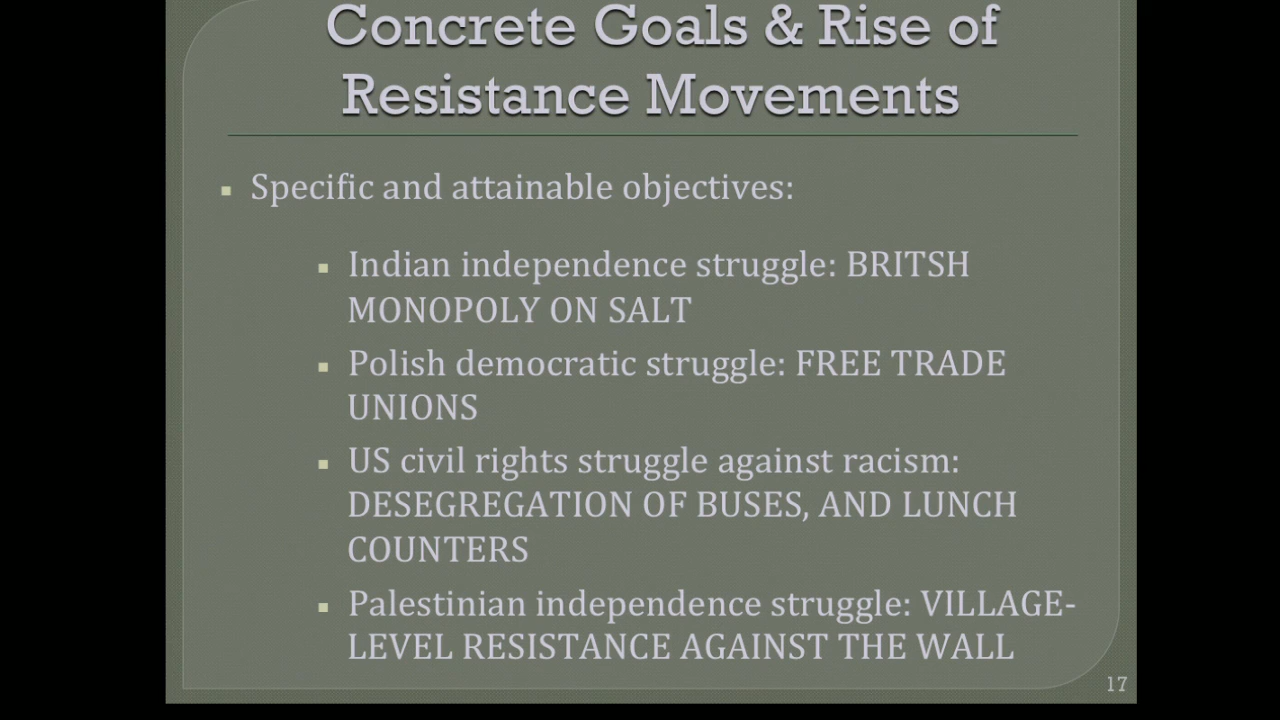 Concrete Goals & Rise of
Resistance Movements
Specific and attainable objectives:
Indian independence struggle: BRITSH
MONOPOLY ON SALT
Polish democratic struggle: FREE TRADE
UNIONS
US civil rights struggle against racism:
DESEGREGATION OF BUSES, AND LUNCH
COUNTERS
Palestinian independence struggle: VILLAGE-
LEVEL RESISTANCE AGAINST THE WALL
17